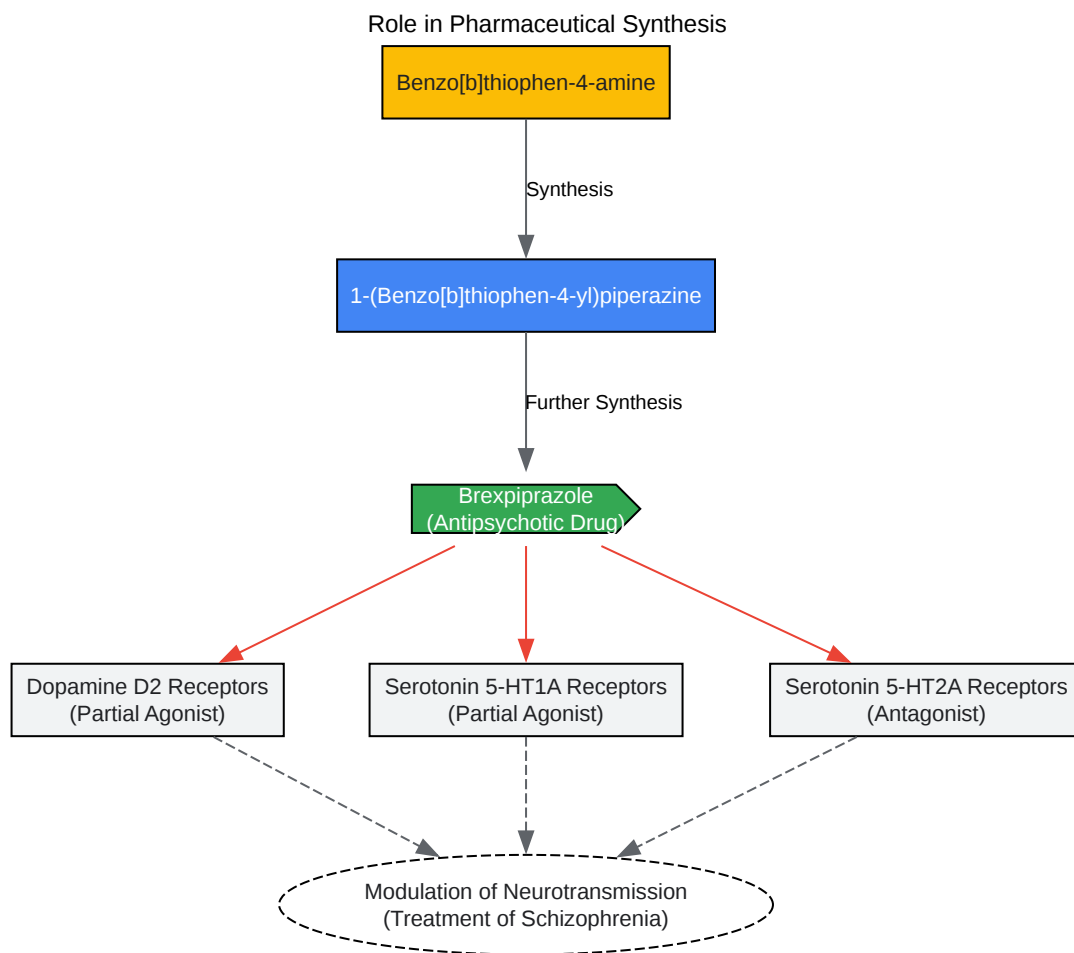 Role in Pharmaceutical Synthesis
Benzo[b]thiophen-4-amine
Synthesis
1-(Benzo[b]thiophen-4-yl)piperazine
Further Synthesis
Brexpiprazole
(Antipsychotic Drug)
Dopamine D2 Receptors
(Partial Agonist)
Serotonin 5-HT1A Receptors
(Partial Agonist)
Serotonin 5-HT2A Receptors
(Antagonist)
Modulation of Neurotransmission
(Treatment of Schizophrenia)